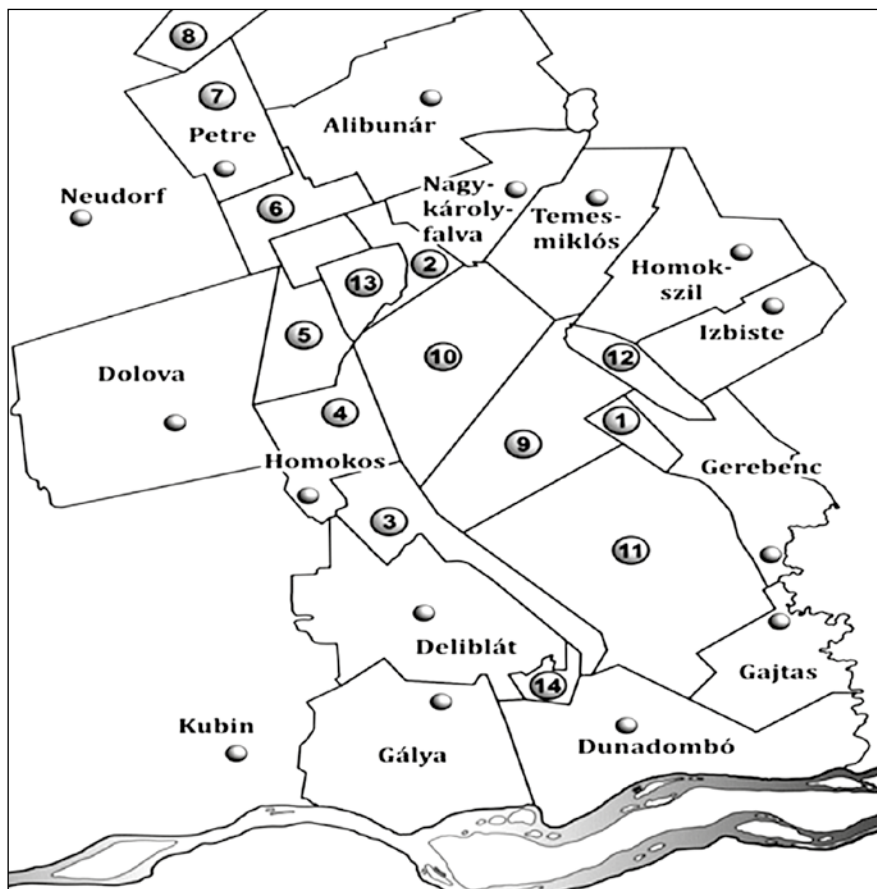 8
7
Petre
Alibunár
Neudorf
6
Nagy-
károly-
falva
Temes-
miklós
2
13
Homok-
szil
Izbiste
5
10
12
Dolova
4
1
9
Gerebenc
Homokos
3
11
Deliblát
Gajtas
14
Kubin
Gálya
Dunadombó